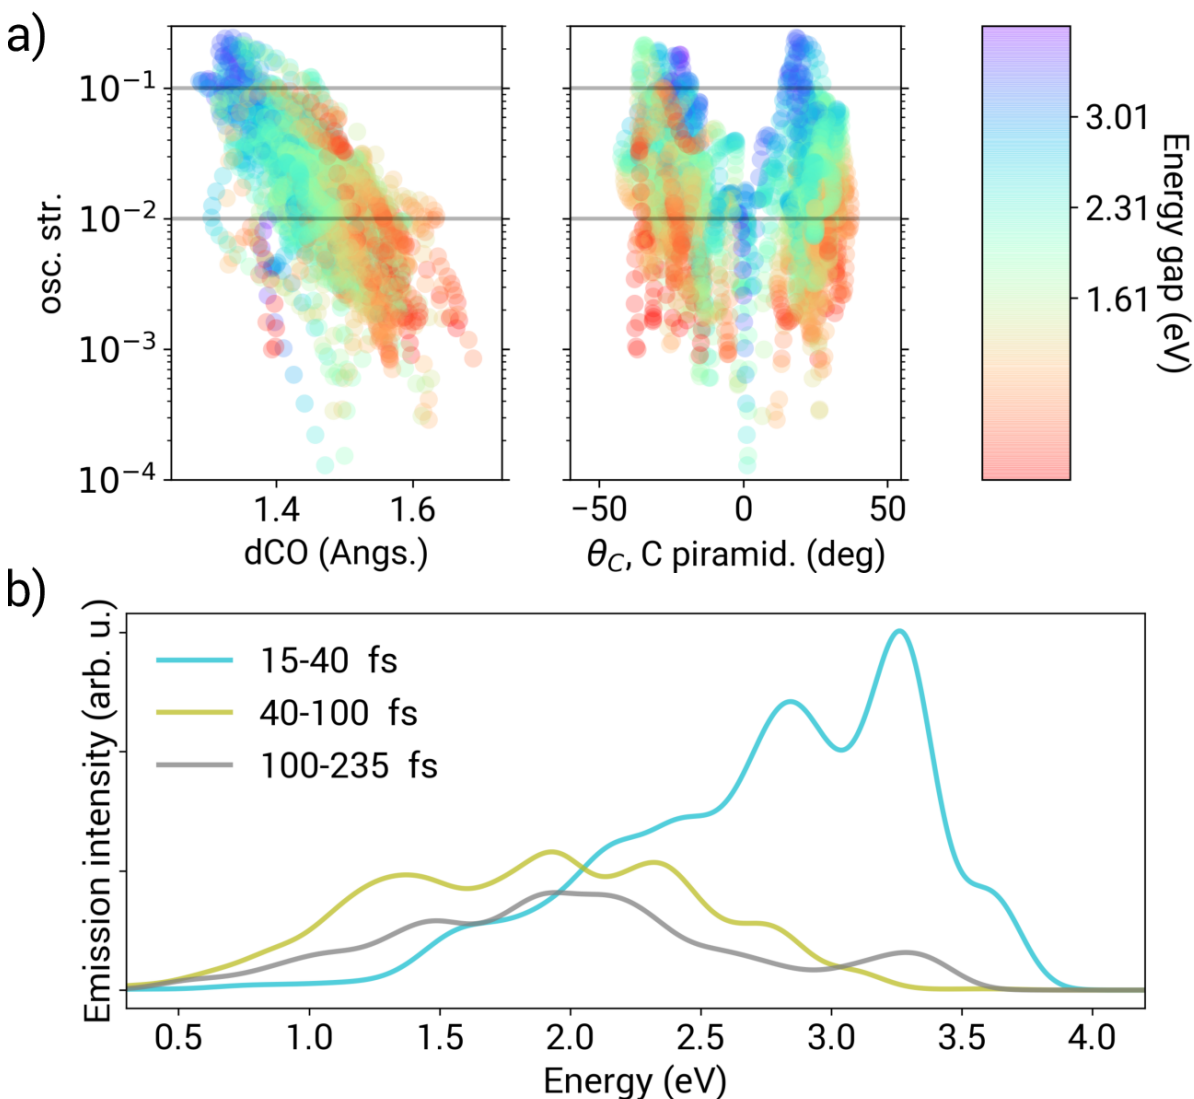 a)
osc. str.
10⁻¹
10⁻²
10⁻³
10⁻⁴
1.4 1.6
dCO (Angs.)
−50 0 50
θ_C, C piramid. (deg)
3.01
2.31
1.61
Energy gap (eV)
b)
Emission intensity (arb. u.)
15-40 fs
40-100 fs
100-235 fs
0.5 1.0 1.5 2.0 2.5 3.0 3.5 4.0
Energy (eV)